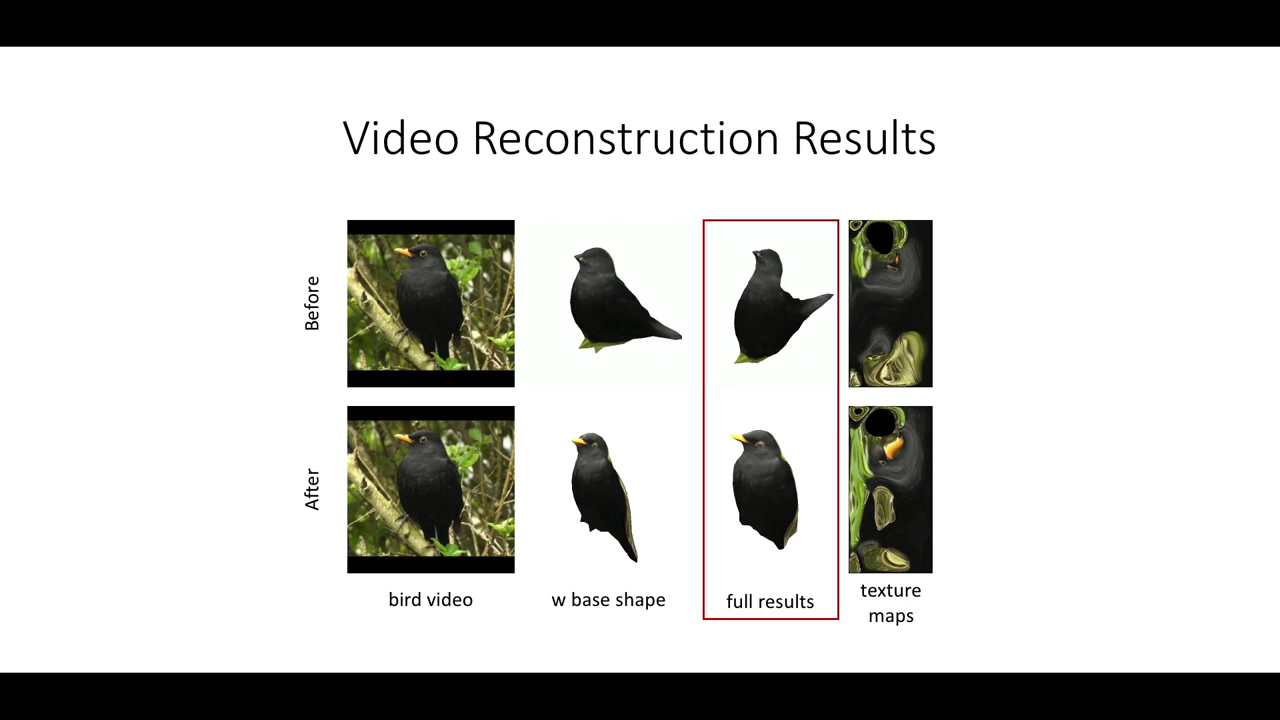 Video Reconstruction Results
Before
After
bird video
w base shape
full results
texture
maps